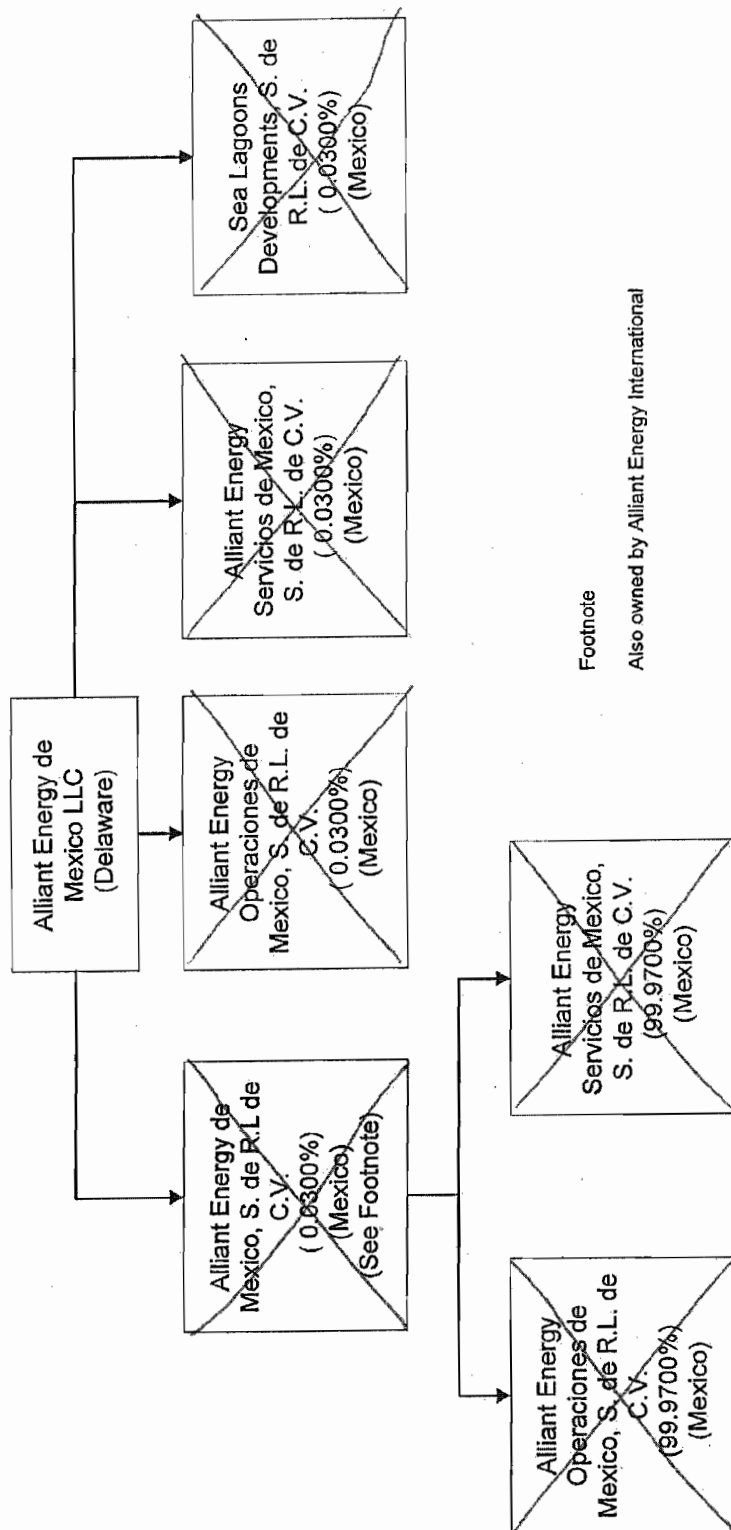 Alliant Energy de
Mexico LLC
(Delaware)
Alliant Energy de
Mexico, S. de R.L de
C.V.
( 0.0300%)
(Mexico)
(See Footnote)
Alliant Energy
Operaciones de
Mexico, S. de R.L. de
C.V.
( 0.0300%)
(Mexico)
Alliant Energy
Servicios de Mexico,
S. de R.L. de C.V.
( 0.0300%)
(Mexico)
Sea Lagoons
Developments, S. de
R.L. de C.V.
( 0.0300%)
(Mexico)
Alliant Energy
Operaciones de
Mexico, S. de R.L. de
C.V.
(99.9700%)
(Mexico)
Alliant Energy
Servicios de Mexico,
S. de R.L. de C.V.
(99.9700%)
(Mexico)
Footnote
Also owned by Alliant Energy International